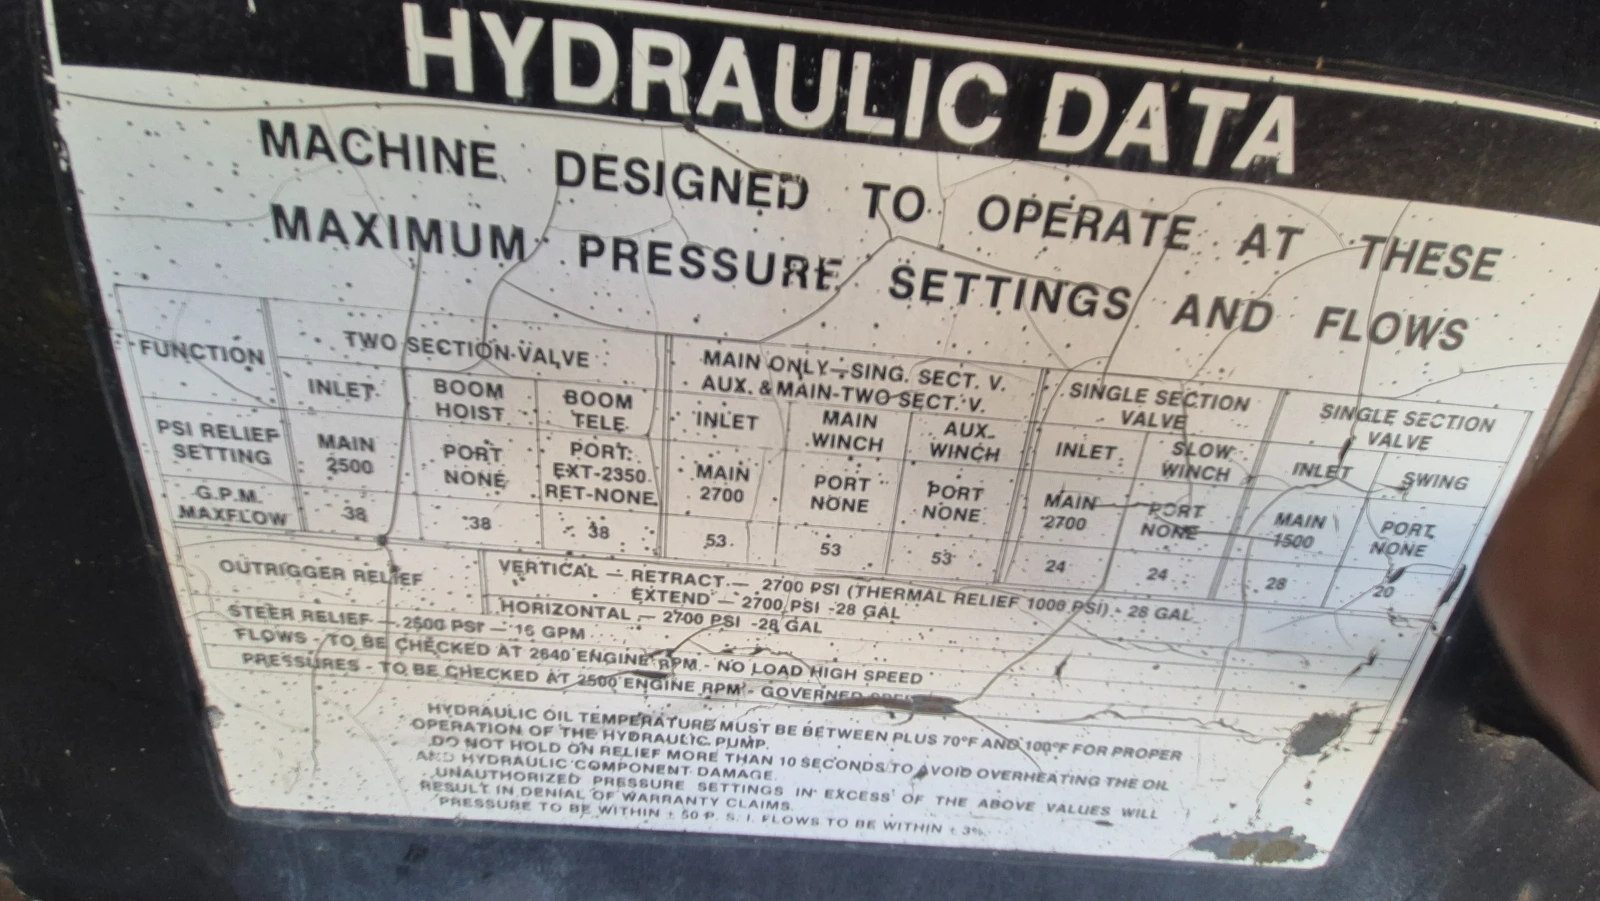 HYDRAULIC DATA
MACHINE DESIGNED TO OPERATE AT THESE
MAXIMUM PRESSURE SETTINGS AND FLOWS
FUNCTION
TWO SECTION VALVE
MAIN ONLY-SING. SECT. V.
AUX. & MAIN-TWO SECT. V.
SINGLE SECTION
VALVE
SINGLE SECTION
VALVE
INLET
BOOM
HOIST
BOOM
TELE.
INLET
MAIN
WINCH
AUX.
WINCH
INLET
SLOW
WINCH
INLET
SWING
PSI RELIEF
SETTING
MAIN
2500
PORT
NONE
PORT:
EXT-2350
RET-NONE
MAIN
2700
PORT
NONE
PORT
NONE
MAIN
2700
PORT
NONE
MAIN
1500
PORT
NONE
G.P.M.
MAXFLOW
38
38
38
53
53
53
24
24
28
20
OUTRIGGER RELIEF
VERTICAL - RETRACT - 2700 PSI (THERMAL RELIEF 1000 PSI) - 28 GAL
EXTEND - 2700 PSI -28 GAL
HORIZONTAL - 2700 PSI -28 GAL
STEER RELIEF - 2500 PSI - 15 GPM
FLOWS - TO BE CHECKED AT 2640 ENGINE RPM - NO LOAD HIGH SPEED
PRESSURES - TO BE CHECKED AT 2500 ENGINE RPM - GOVERNED
HYDRAULIC OIL TEMPERATURE MUST BE BETWEEN PLUS 70°F AND 100°F FOR PROPER
OPERATION OF THE HYDRAULIC PUMP.
DO NOT HOLD ON RELIEF MORE THAN 10 SECONDS TO AVOID OVERHEATING THE OIL
AND HYDRAULIC COMPONENT DAMAGE.
UNAUTHORIZED PRESSURE SETTINGS IN EXCESS OF THE ABOVE VALUES WILL
RESULT IN DENIAL OF WARRANTY CLAIMS.
PRESSURE TO BE WITHIN ± 50 P. S. I. FLOWS TO BE WITHIN ± 3%